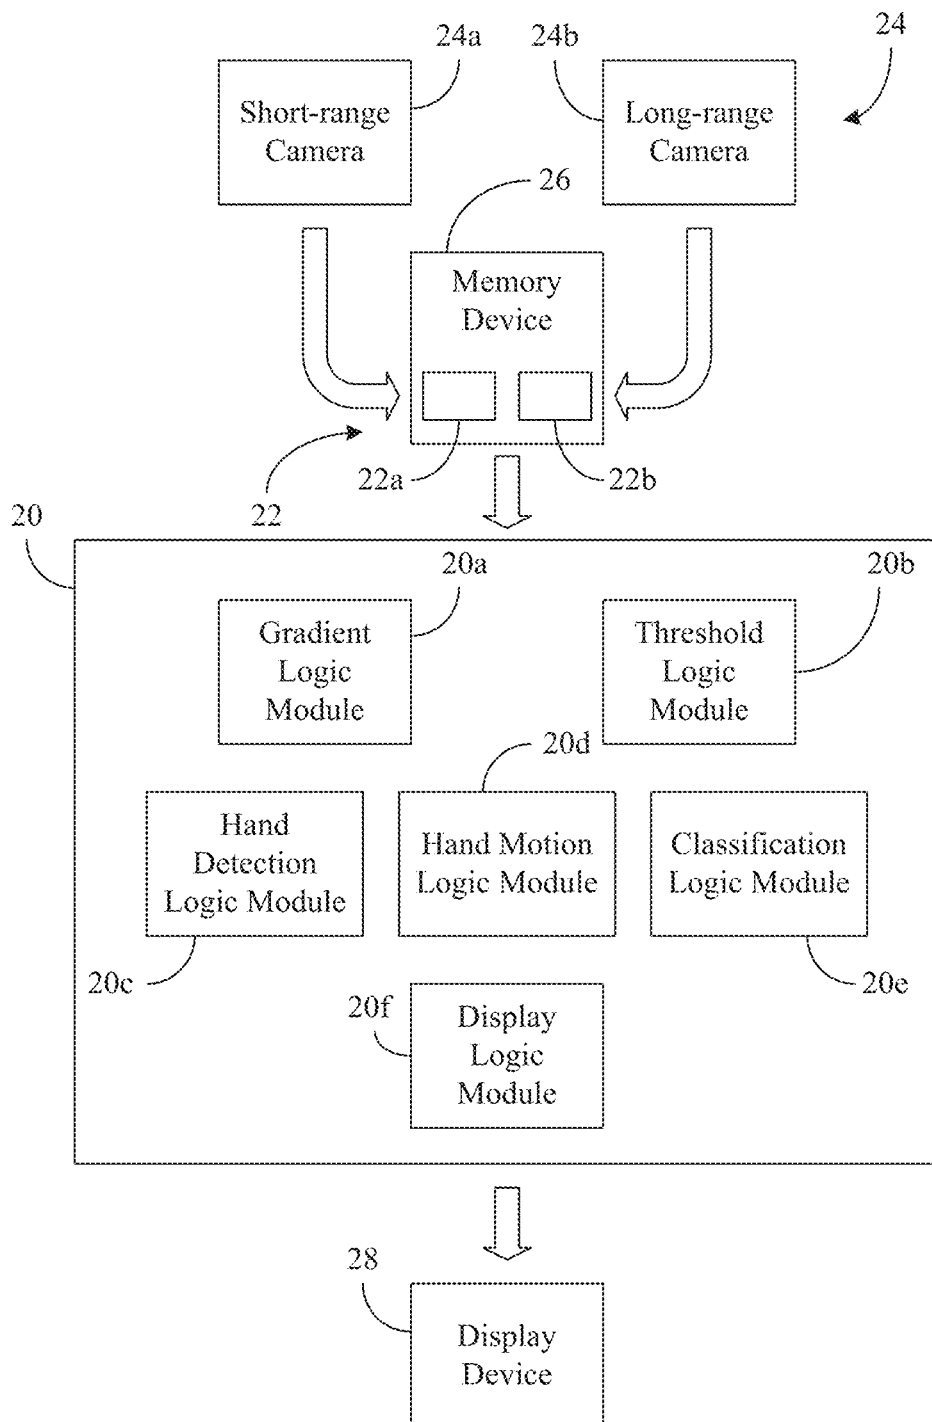 24a
24b
24
Short-range
Camera
Long-range
Camera
26
Memory
Device
22a
22b
22
20
20a
20b
Gradient
Logic
Module
Threshold
Logic
Module
20d
Hand
Detection
Logic Module
Hand Motion
Logic Module
Classification
Logic Module
20c
20e
20f
Display
Logic
Module
28
Display
Device